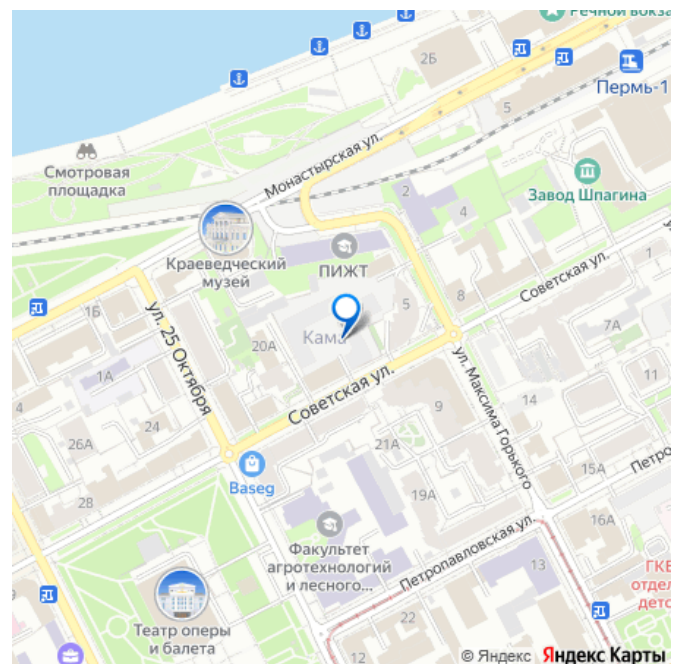 Речной вокза
2Б
Пермь-1
5
Смотровая
площадка
Монастырская ул.
2
4
Завод Шпагина
Краеведческий
музей
ПИЖТ
Советская ул.
1
1Б
ул. 25 Октября
20А
Кама
5
8
7А
1А
Советская ул.
ул. Максима Горького
11
26А
24
9
14
21А
28
Baseg
19А
15А
Петро
16А
Факультет
агротехнологий
и лесного...
Петропавловская ул.
13
ГКБ
отдел
детс
Театр оперы
и балета
22
12
18
© Яндекс Яндекс Карты